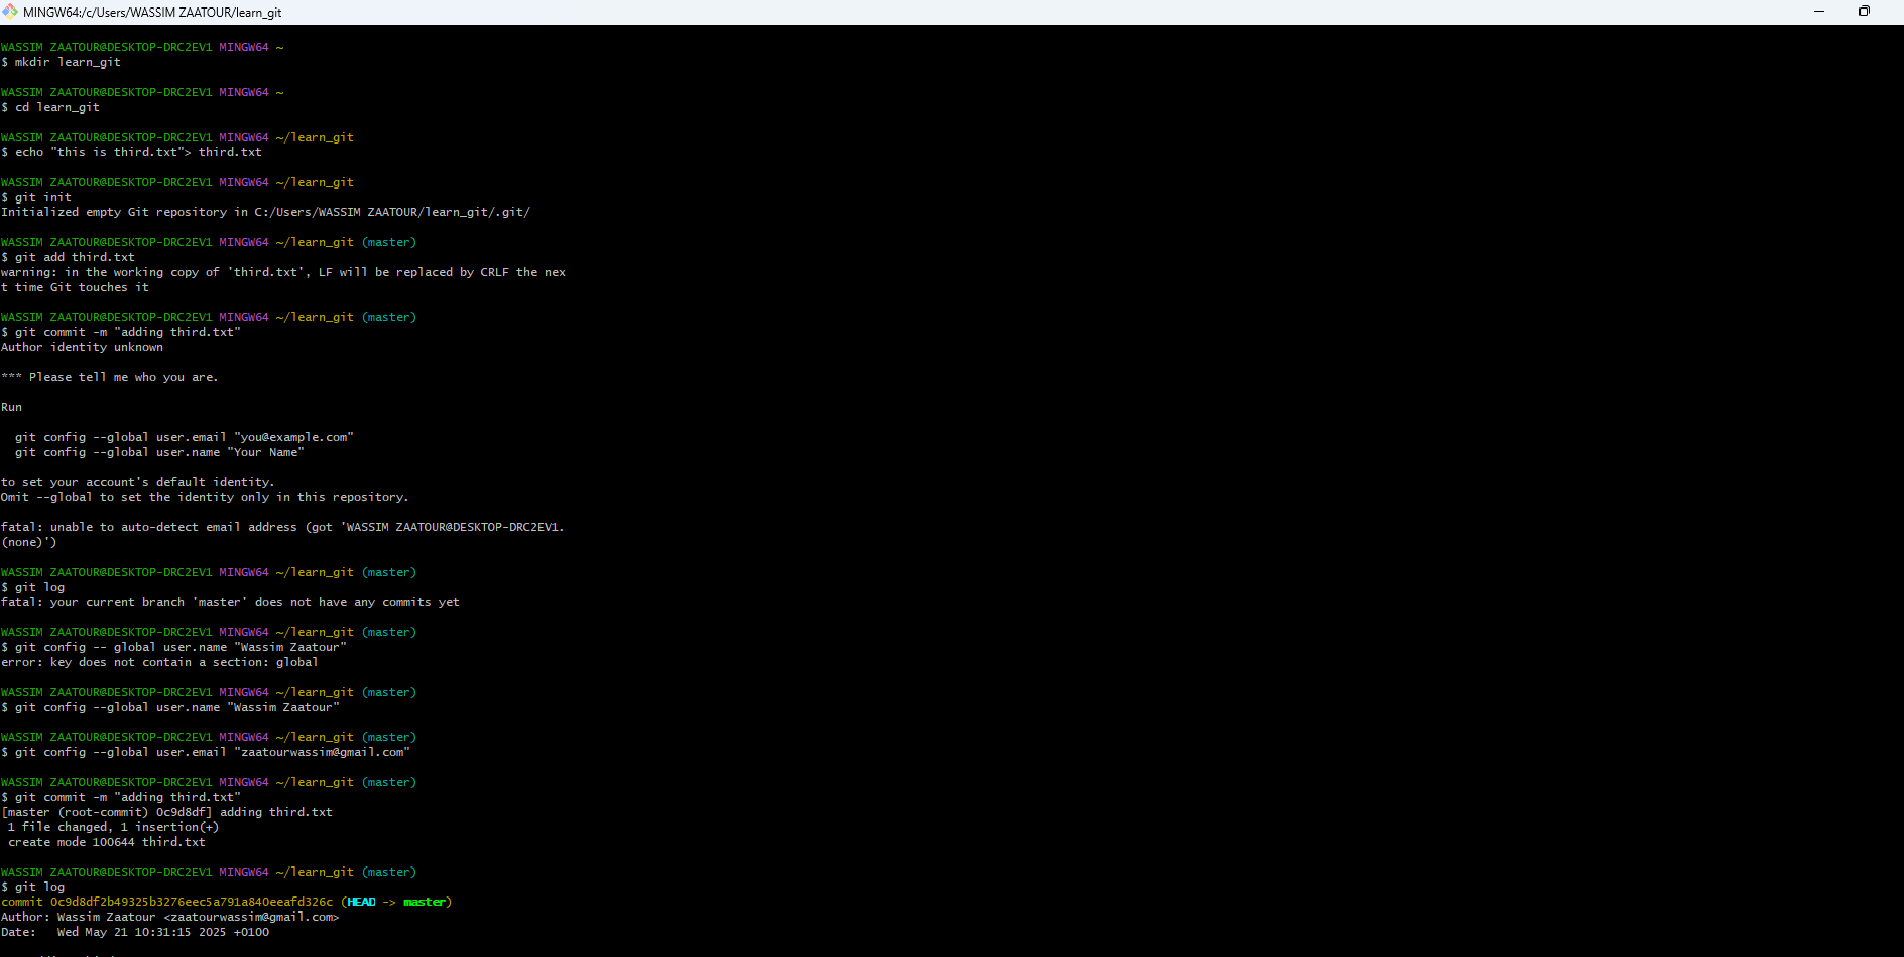 MINGW64:/c/Users/WASSIM ZAATOUR/learn_git
WASSIM ZAATOUR@DESKTOP-DRC2EV1 MINGW64 ~
$ mkdir learn_git
WASSIM ZAATOUR@DESKTOP-DRC2EV1 MINGW64 ~
$ cd learn_git
WASSIM ZAATOUR@DESKTOP-DRC2EV1 MINGW64 ~/learn_git
$ echo "this is third.txt"> third.txt
WASSIM ZAATOUR@DESKTOP-DRC2EV1 MINGW64 ~/learn_git
$ git init
Initialized empty Git repository in C:/Users/WASSIM ZAATOUR/learn_git/.git/
WASSIM ZAATOUR@DESKTOP-DRC2EV1 MINGW64 ~/learn_git (master)
$ git add third.txt
warning: in the working copy of 'third.txt', LF will be replaced by CRLF the nex
t time Git touches it
WASSIM ZAATOUR@DESKTOP-DRC2EV1 MINGW64 ~/learn_git (master)
$ git commit -m "adding third.txt"
Author identity unknown
*** Please tell me who you are.
Run
git config --global user.email "you@example.com"
git config --global user.name "Your Name"
to set your account's default identity.
Omit --global to set the identity only in this repository.
fatal: unable to auto-detect email address (got 'WASSIM ZAATOUR@DESKTOP-DRC2EV1.
(none)')
WASSIM ZAATOUR@DESKTOP-DRC2EV1 MINGW64 ~/learn_git (master)
$ git log
fatal: your current branch 'master' does not have any commits yet
WASSIM ZAATOUR@DESKTOP-DRC2EV1 MINGW64 ~/learn_git (master)
$ git config -- global user.name "Wassim Zaatour"
error: key does not contain a section: global
WASSIM ZAATOUR@DESKTOP-DRC2EV1 MINGW64 ~/learn_git (master)
$ git config --global user.name "Wassim Zaatour"
WASSIM ZAATOUR@DESKTOP-DRC2EV1 MINGW64 ~/learn_git (master)
$ git config --global user.email "zaatourwassim@gmail.com"
WASSIM ZAATOUR@DESKTOP-DRC2EV1 MINGW64 ~/learn_git (master)
$ git commit -m "adding third.txt"
[master (root-commit) 0c9d8df] adding third.txt
1 file changed, 1 insertion(+)
create mode 100644 third.txt
WASSIM ZAATOUR@DESKTOP-DRC2EV1 MINGW64 ~/learn_git (master)
$ git log
commit 0c9d8df2b49325b3276eec5a791a840eeafd326c (HEAD -> master)
Author: Wassim Zaatour <zaatourwassim@gmail.com>
Date:   Wed May 21 10:31:15 2025 +0100